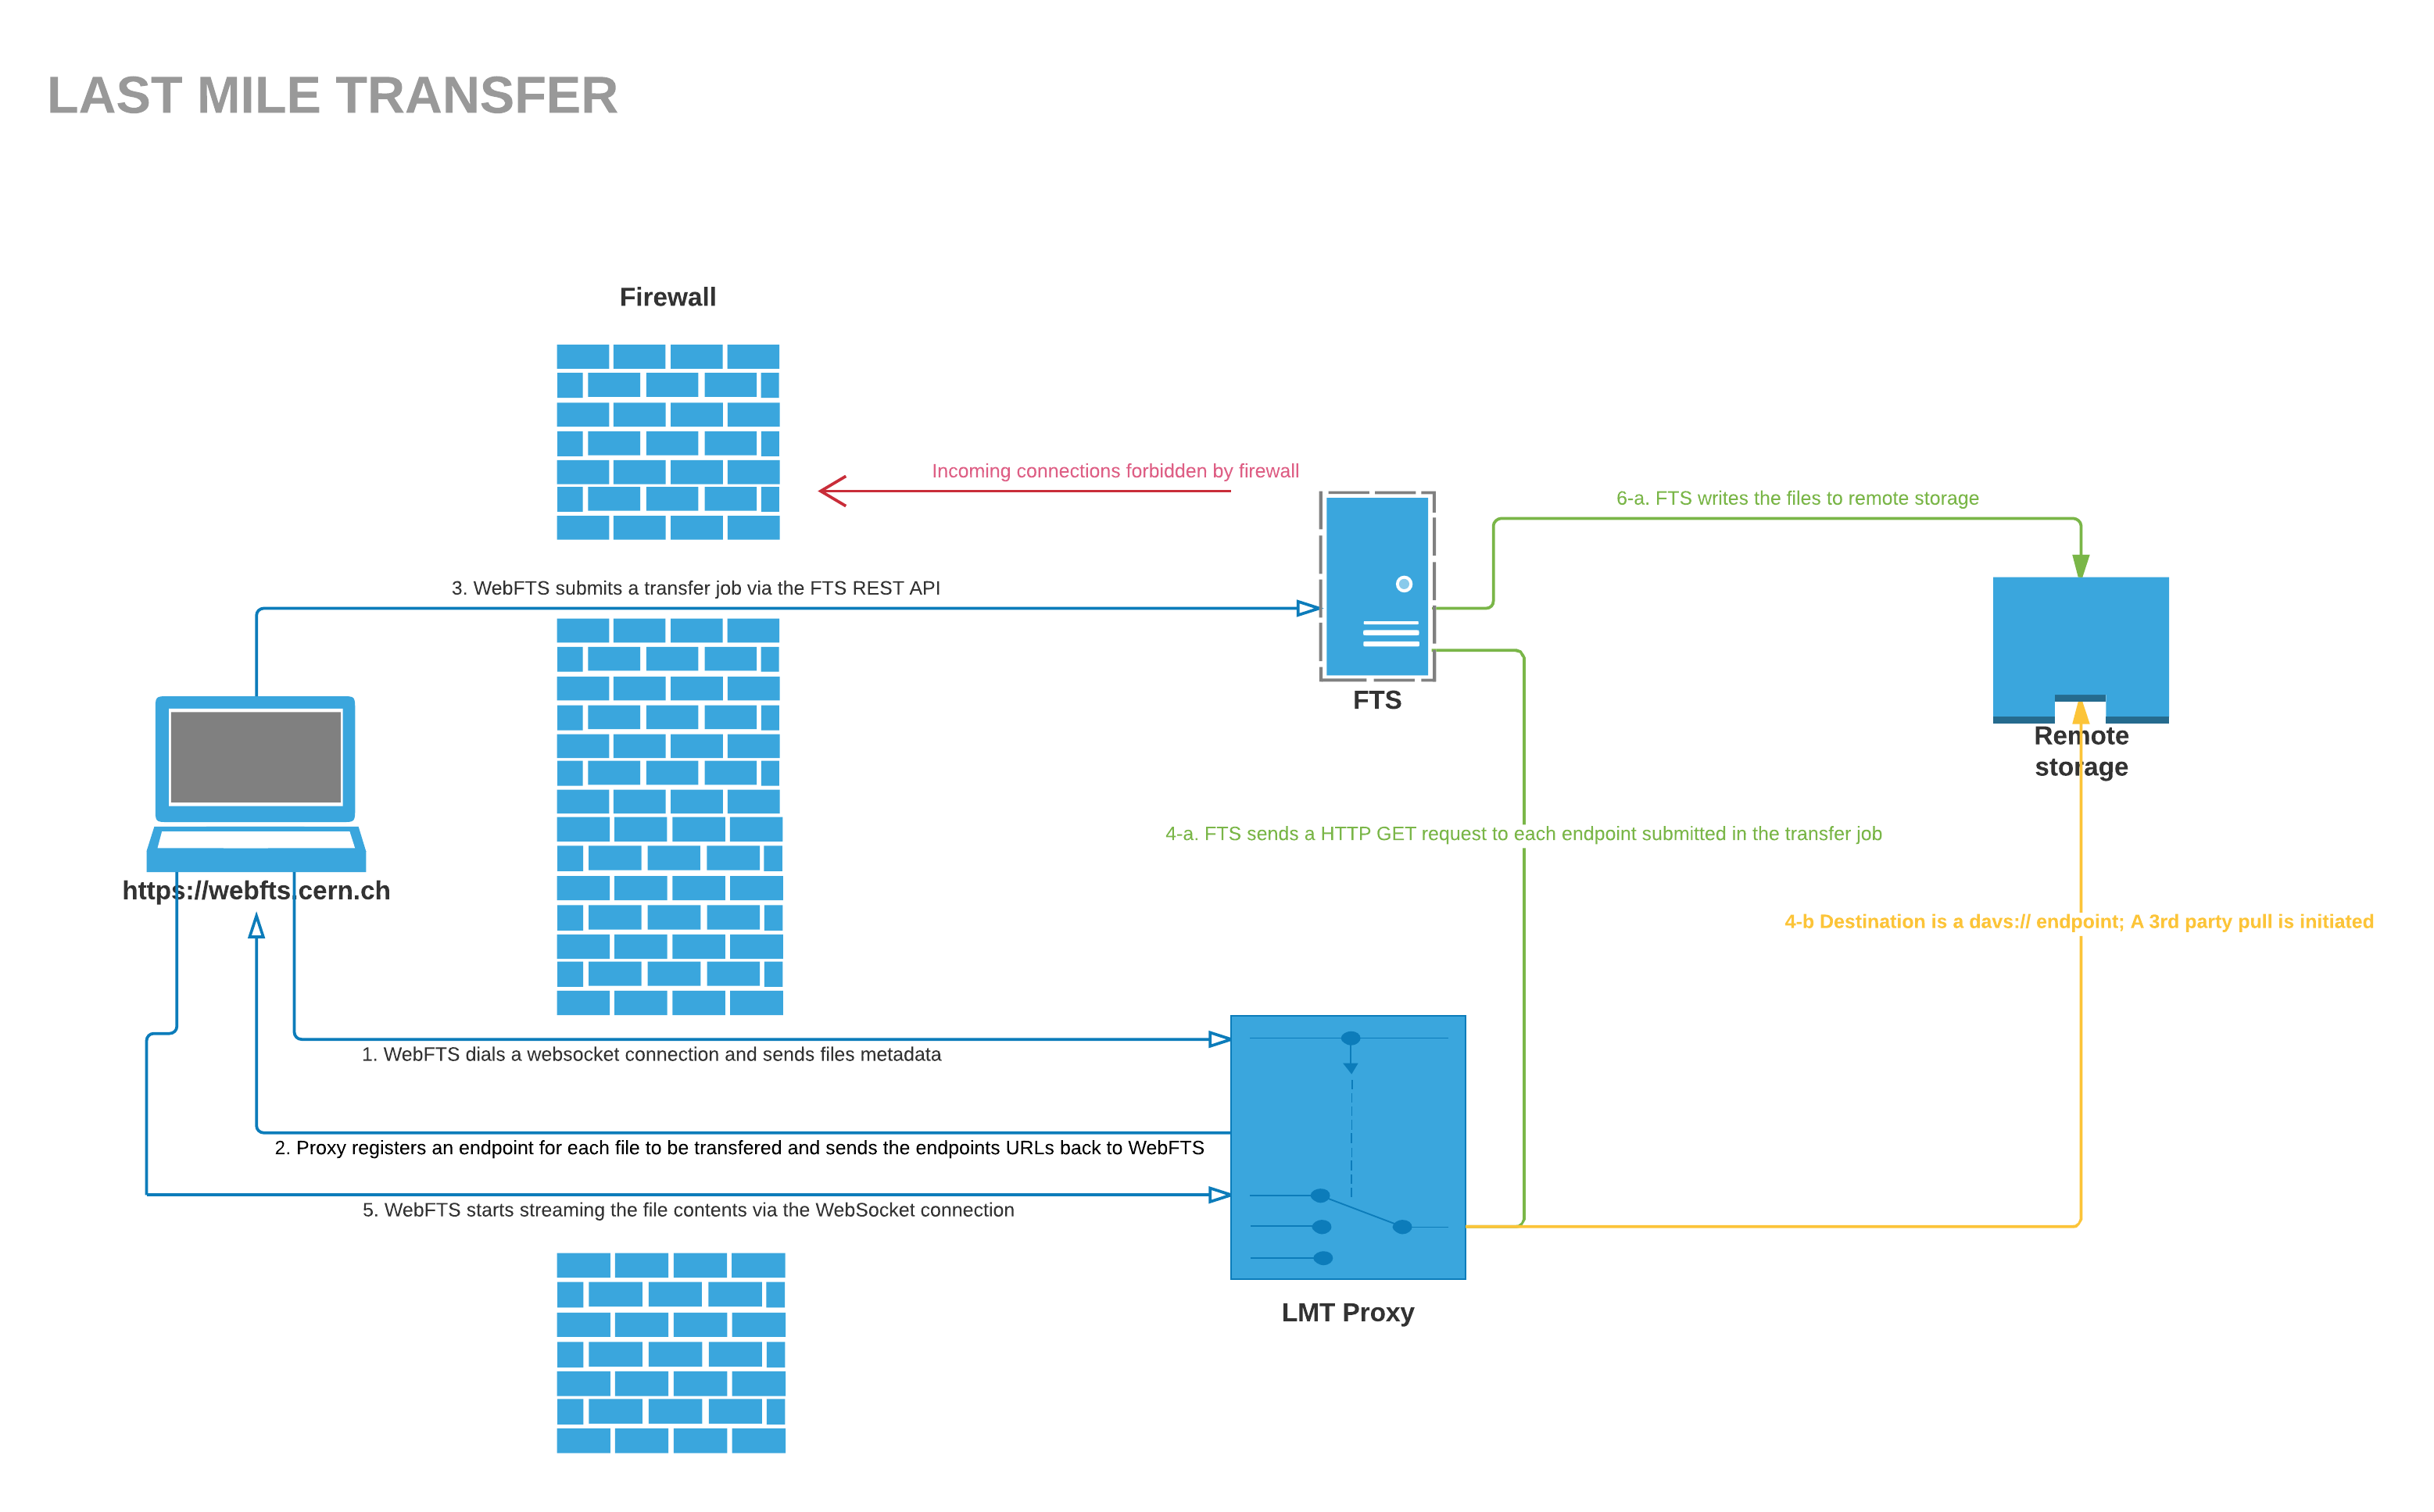 LAST MILE TRANSFER
Firewall
Incoming connections forbidden by firewall
6-a. FTS writes the files to remote storage
3. WebFTS submits a transfer job via the FTS REST API
FTS
Remote
storage
4-a. FTS sends a HTTP GET request to each endpoint submitted in the transfer job
https://webfts.cern.ch
4-b Destination is a davs:// endpoint; A 3rd party pull is initiated
1. WebFTS dials a websocket connection and sends files metadata
2. Proxy registers an endpoint for each file to be transfered and sends the endpoints URLs back to WebFTS
5. WebFTS starts streaming the file contents via the WebSocket connection
LMT Proxy